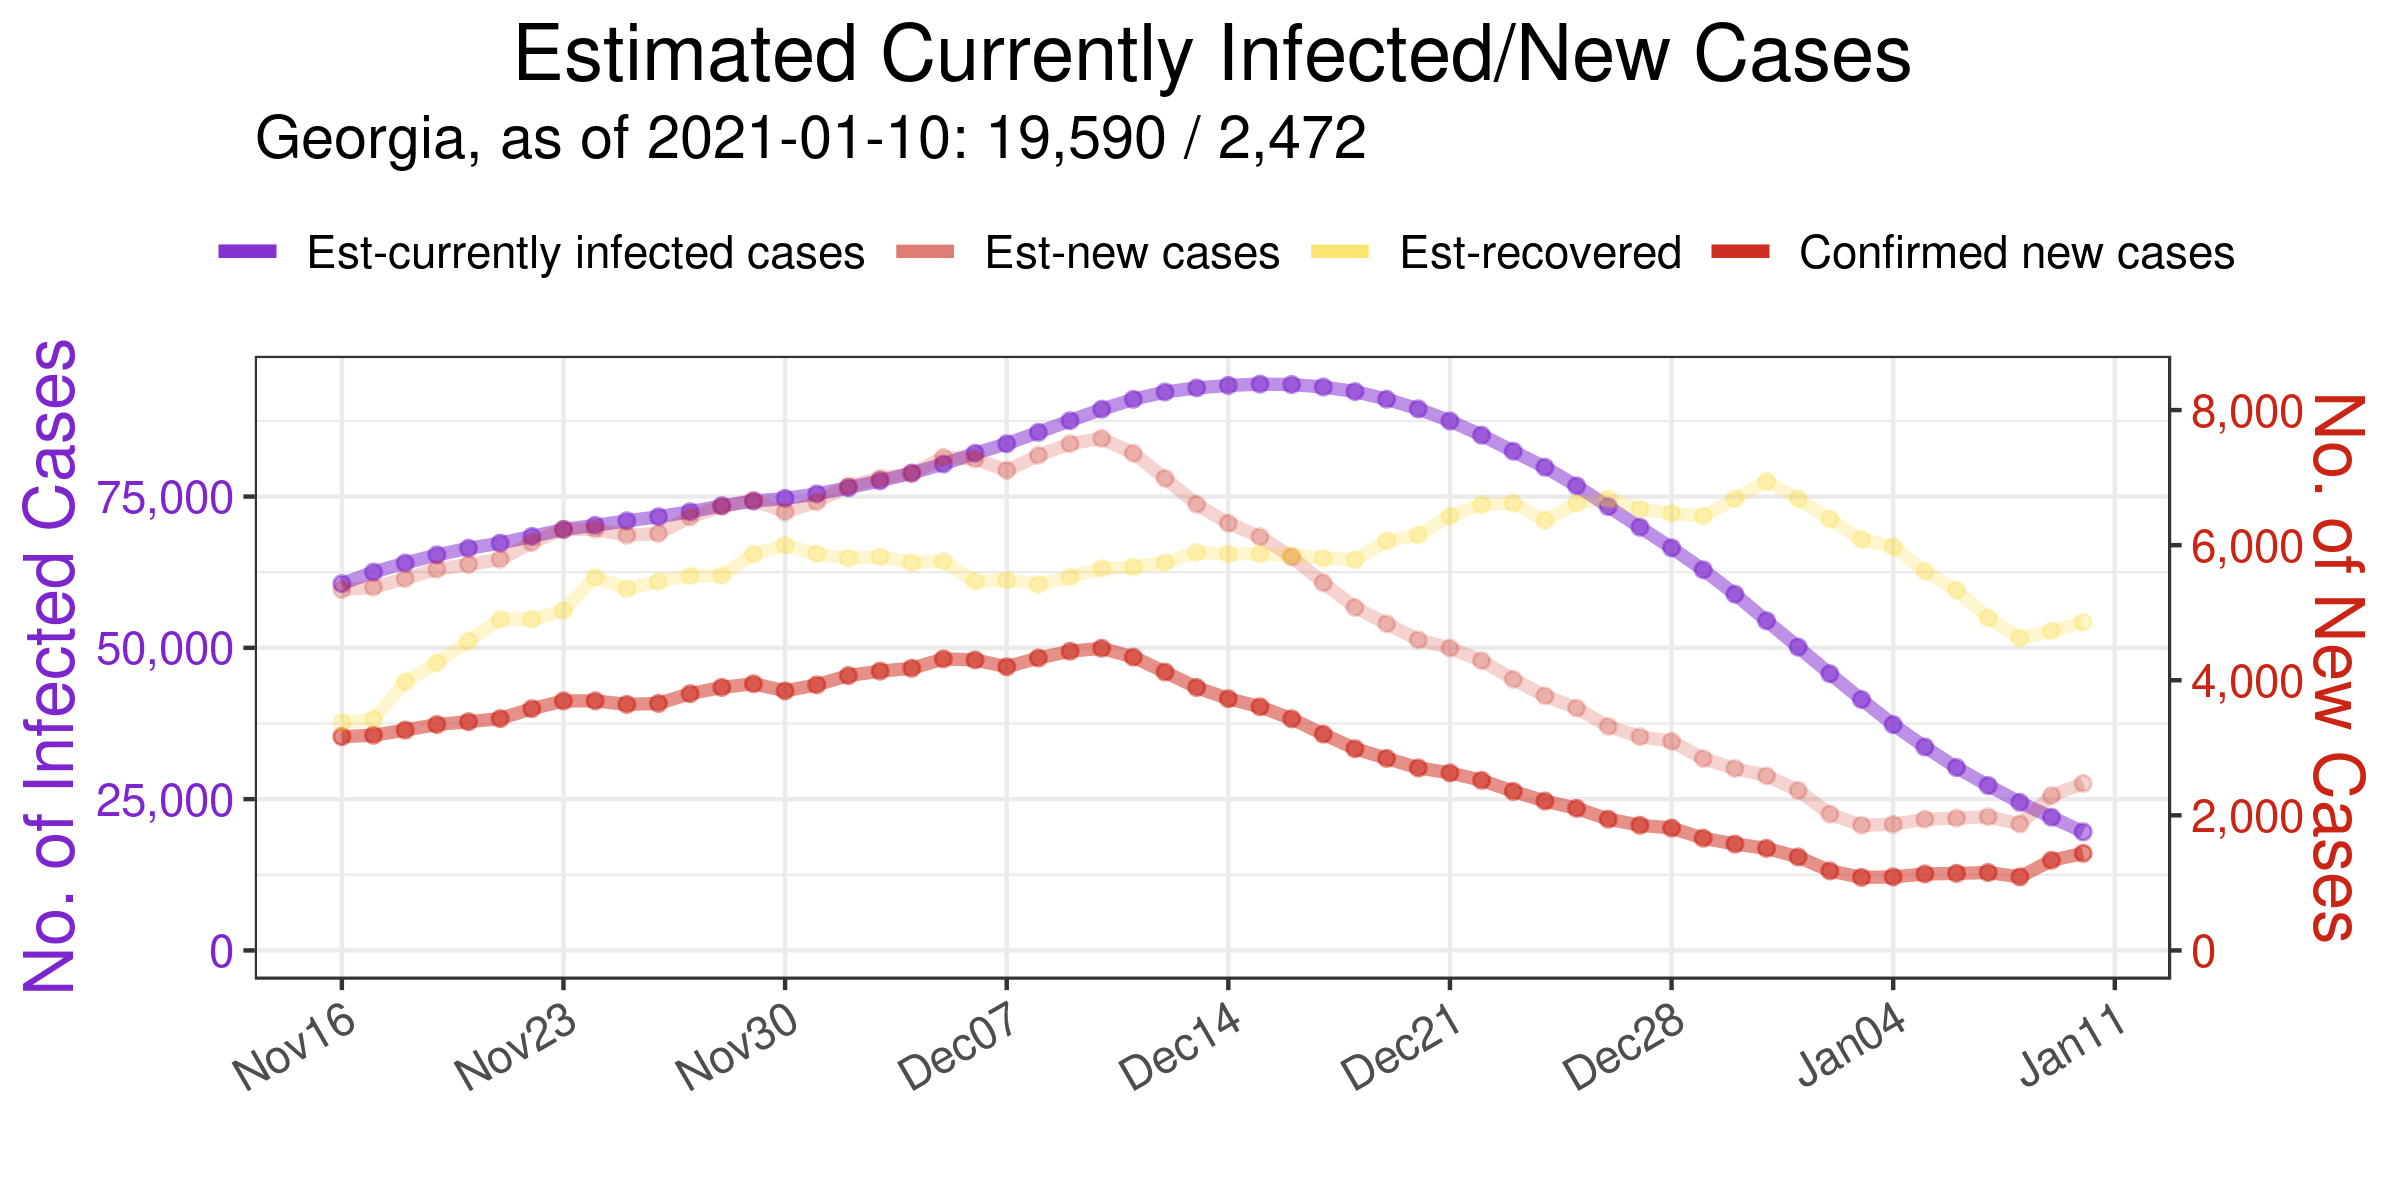 Estimated Currently Infected/New Cases
Georgia, as of 2021-01-10: 19,590 / 2,472
Est-currently infected cases Est-new cases Est-recovered Confirmed new cases
No. of Infected Cases
75,000
50,000
25,000
0
8,000
6,000
4,000
2,000
0
No. of New Cases
Nov16 Nov23 Nov30 Dec07 Dec14 Dec21 Dec28 Jan04 Jan11